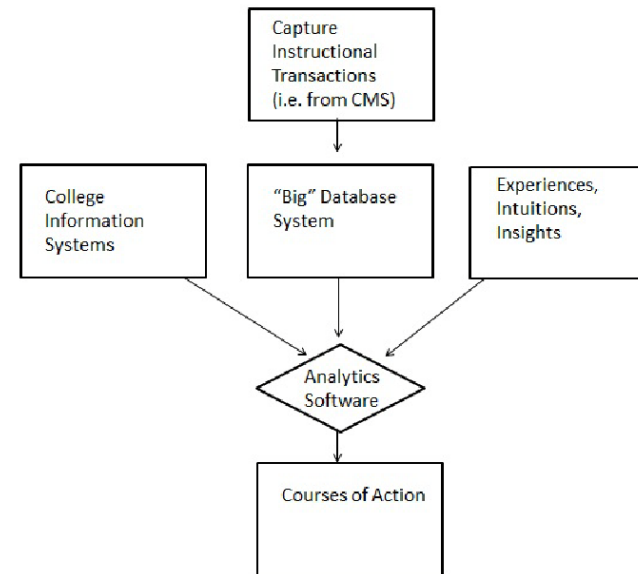 Capture
Instructional
Transactions
(i.e. from CMS)
College
Information
Systems
“Big” Database
System
Experiences,
Intuitions,
Insights
Analytics
Software
Courses of Action